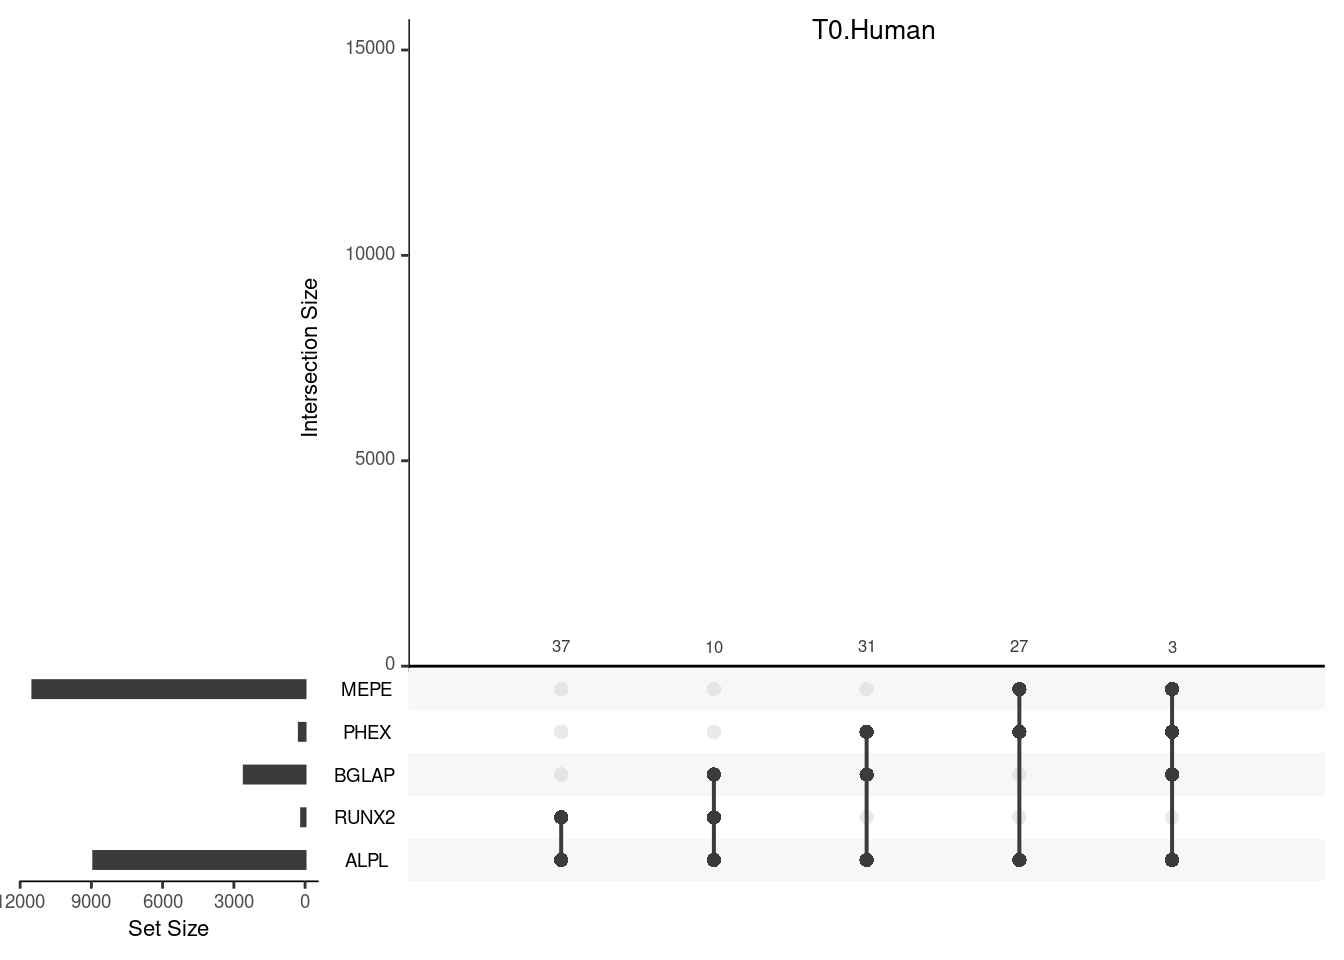 T0.Human
15000
10000
5000
0
Intersection Size
37 10 31 27 3
MEPE
PHEX
BGLAP
RUNX2
ALPL
12000 9000 6000 3000 0
Set Size